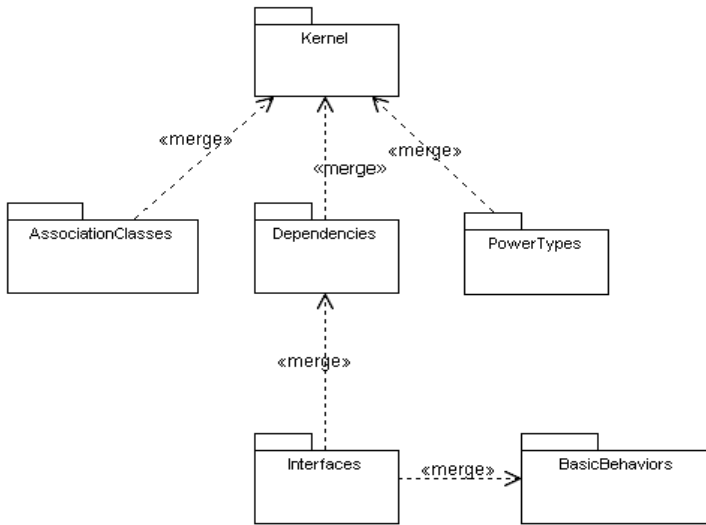 Kernel
«merge»
«merge»
«merge»
AssociationClasses
Dependencies
PowerTypes
«merge»
Interfaces
«merge»
BasicBehaviors